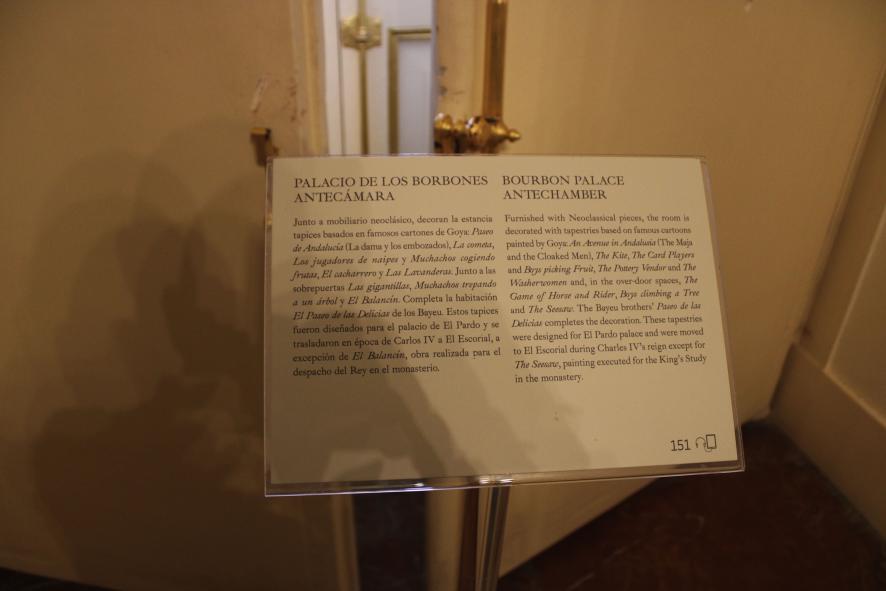 PALACIO DE LOS BORBONES
ANTECÁMARA
Junto a mobiliario neoclásico, decoran la estancia
tapices basados en famosos cartones de Goya: Paseo
de Andalucía (La dama y los embozados), La cometa,
Los jugadores de naipes y Muchachos cogiendo
frutas, El cacharrero y Las Lavanderas. Junto a las
sobrepuertas Las gigantillas, Muchachos trepando
a un árbol y El Balancín. Completa la habitación
El Paseo de las Delicias de los Bayeu. Estos tapices
fueron diseñados para el palacio de El Pardo y se
trasladaron en época de Carlos IV a El Escorial, a
excepción de El Balancín, obra realizada para el
despacho del Rey en el monasterio.
BOURBON PALACE
ANTECHAMBER
Furnished with Neoclassical pieces, the room is
decorated with tapestries based on famous cartones
painted by Goya: An Avenue in Andalusia (The Maja
and the Cloaked Men), The Kite, The Card Players
and Boys picking Fruit, The Pottery Vendor and The
Washerwomen and, in the over-door spaces, The
Game of Horse and Rider, Boys climbing a Tree
and The Seesaw. The Bayeu brothers' Paseo de las
Delicias completes the decoration. These tapestries
were designed for El Pardo palace and were moved
to El Escorial during Charles IV's reign except for
The Seesaw, painting executed for the King's Study
in the monastery.
151